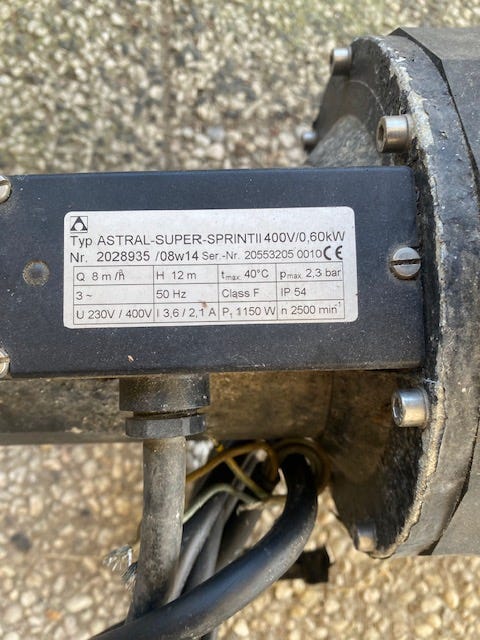 Typ ASTRAL-SUPER-SPRINTII 400V/0,60kW
Nr. 2028935 /08w14 Ser.-Nr. 20553205 0010 CE
Q 8 m³/h H 12 m tmax. 40°C pmax. 2,3 bar
3~ 50 Hz Class F IP 54
U 230V / 400V I 3,6 / 2,1 A P₁ 1150 W n 2500 min⁻¹